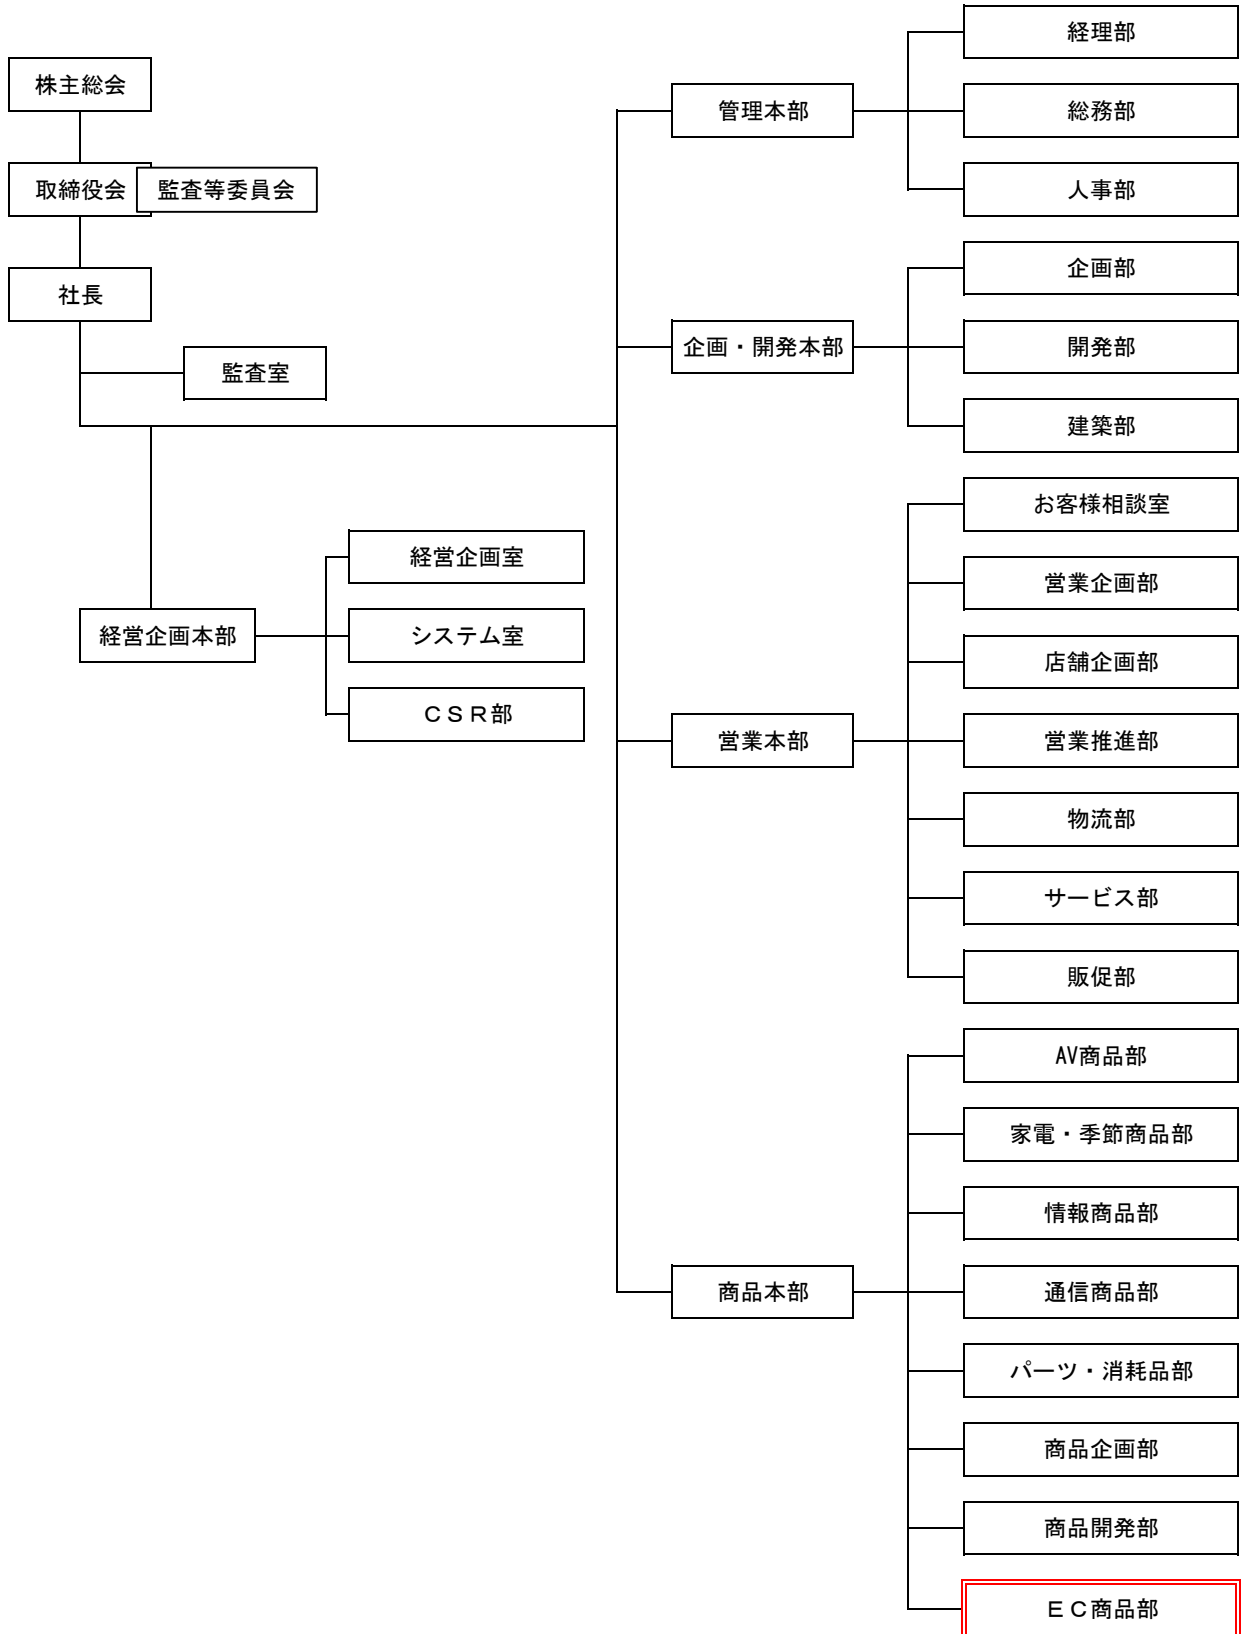 株主総会
取締役会
監査等委員会
社長
監査室
経営企画本部
経営企画室
システム室
ＣＳＲ部
管理本部
経理部
総務部
人事部
企画・開発本部
企画部
開発部
建築部
営業本部
お客様相談室
営業企画部
店舗企画部
営業推進部
物流部
サービス部
販促部
商品本部
AV商品部
家電・季節商品部
情報商品部
通信商品部
パーツ・消耗品部
商品企画部
商品開発部
ＥＣ商品部